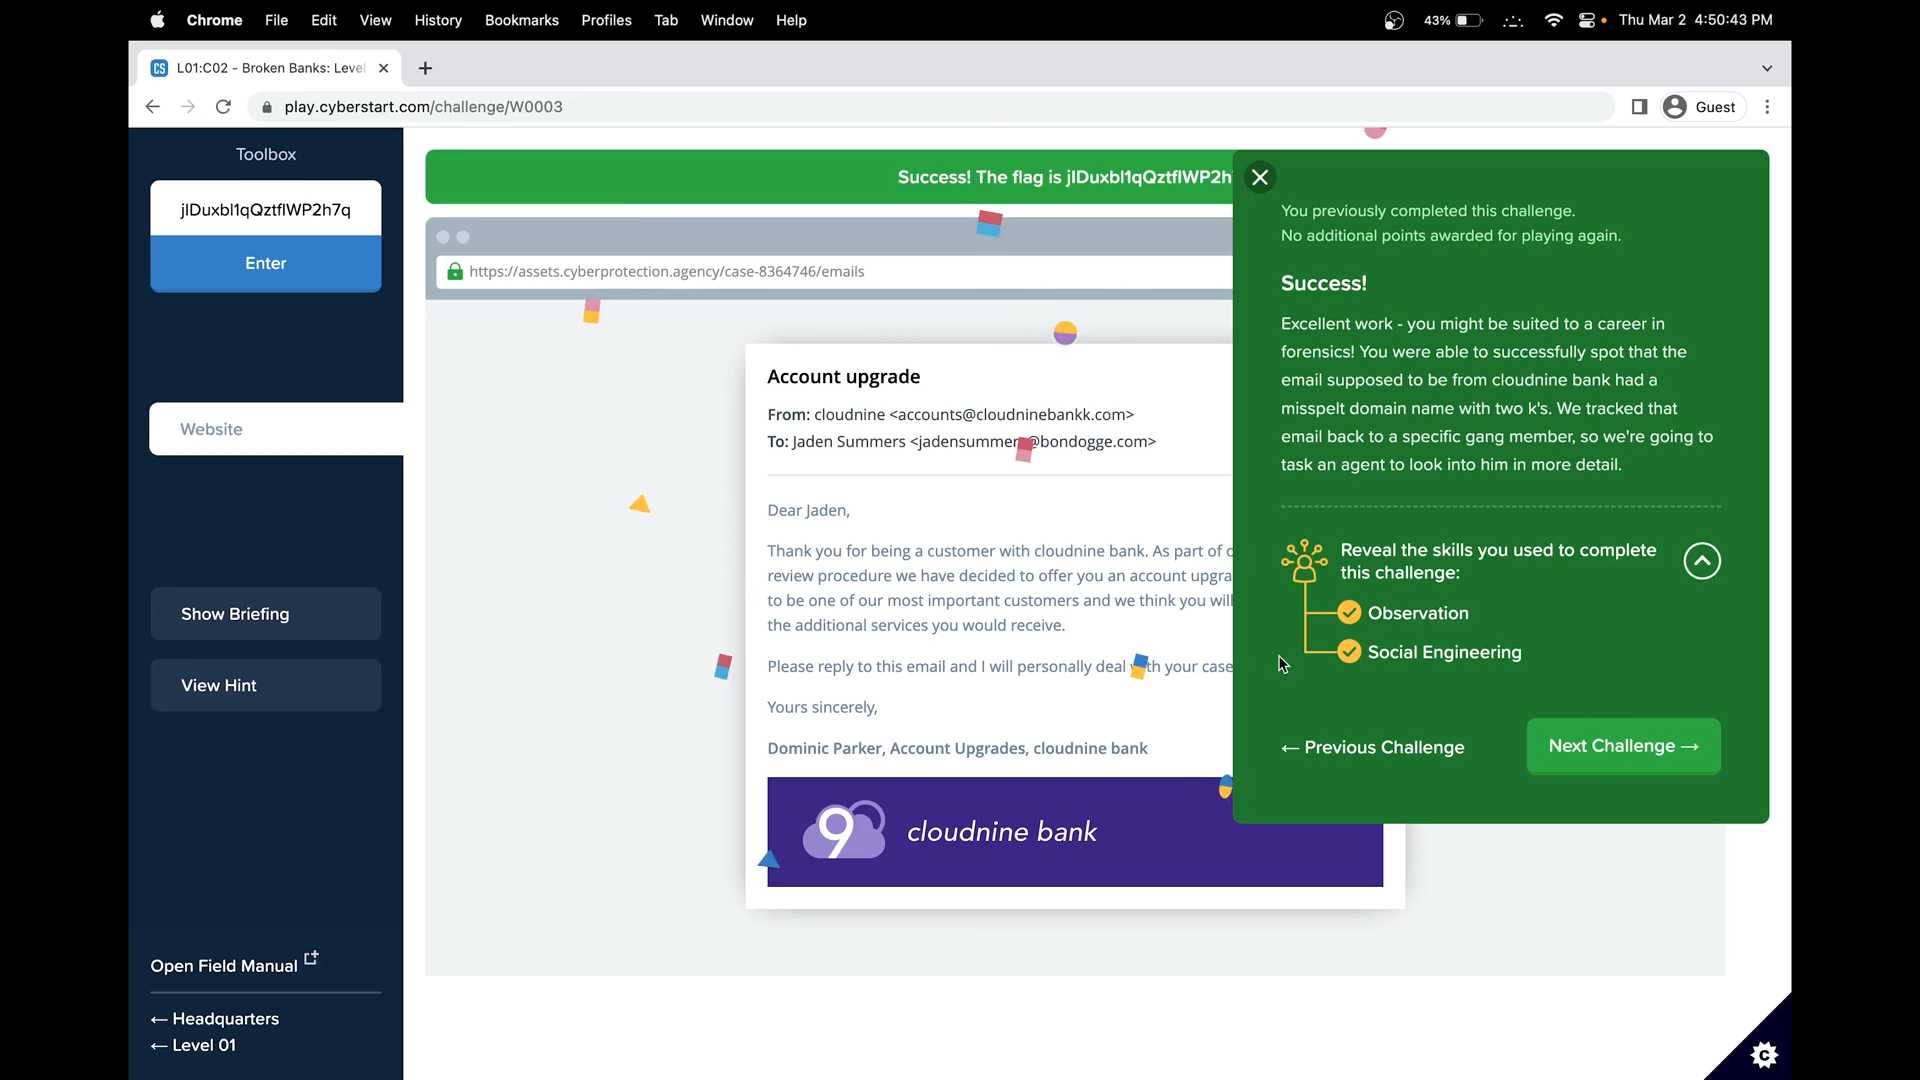 Chrome File Edit View History Bookmarks Profiles Tab Window Help 43% Thu Mar 2 4:50:43 PM
L01:C02 - Broken Banks: Level
play.cyberstart.com/challenge/W0003 Guest
Toolbox
jIDuxbl1qQztflWP2h7q
Enter
Website
Show Briefing
View Hint
Open Field Manual
← Headquarters
← Level 01
Success! The flag is jIDuxbl1qQztflWP2h
https://assets.cyberprotection.agency/case-8364746/emails
Account upgrade
From: cloudnine <accounts@cloudninebankk.com>
To: Jaden Summers <jadensummer @bondogge.com>
Dear Jaden,
Thank you for being a customer with cloudnine bank. As part of
review procedure we have decided to offer you an account upgra
to be one of our most important customers and we think you will
the additional services you would receive.
Please reply to this email and I will personally deal with your case
Yours sincerely,
Dominic Parker, Account Upgrades, cloudnine bank
9 cloudnine bank
You previously completed this challenge.
No additional points awarded for playing again.
Success!
Excellent work - you might be suited to a career in
forensics! You were able to successfully spot that the
email supposed to be from cloudnine bank had a
misspelt domain name with two k's. We tracked that
email back to a specific gang member, so we're going to
task an agent to look into him in more detail.
Reveal the skills you used to complete
this challenge:
Observation
Social Engineering
← Previous Challenge
Next Challenge →